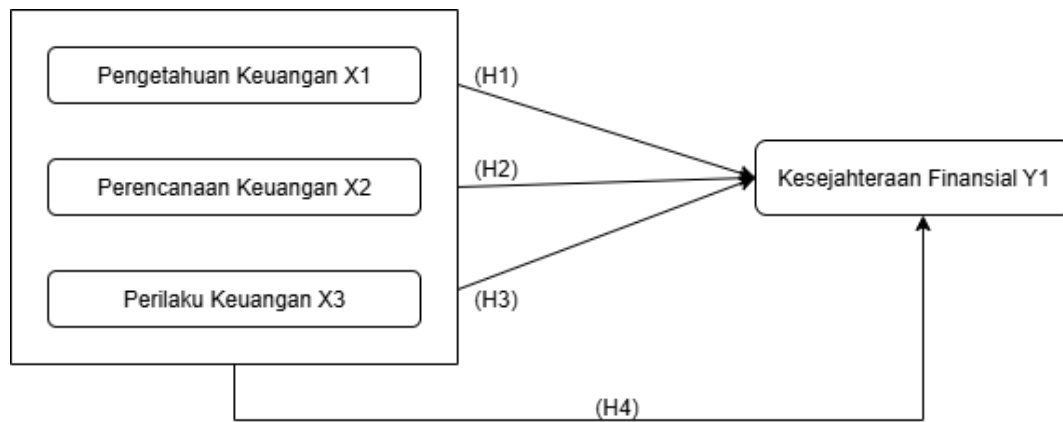 Pengetahuan Keuangan X1
(H1)
Perencanaan Keuangan X2
(H2)
Kesejahteraan Finansial Y1
Perilaku Keuangan X3
(H3)
(H4)